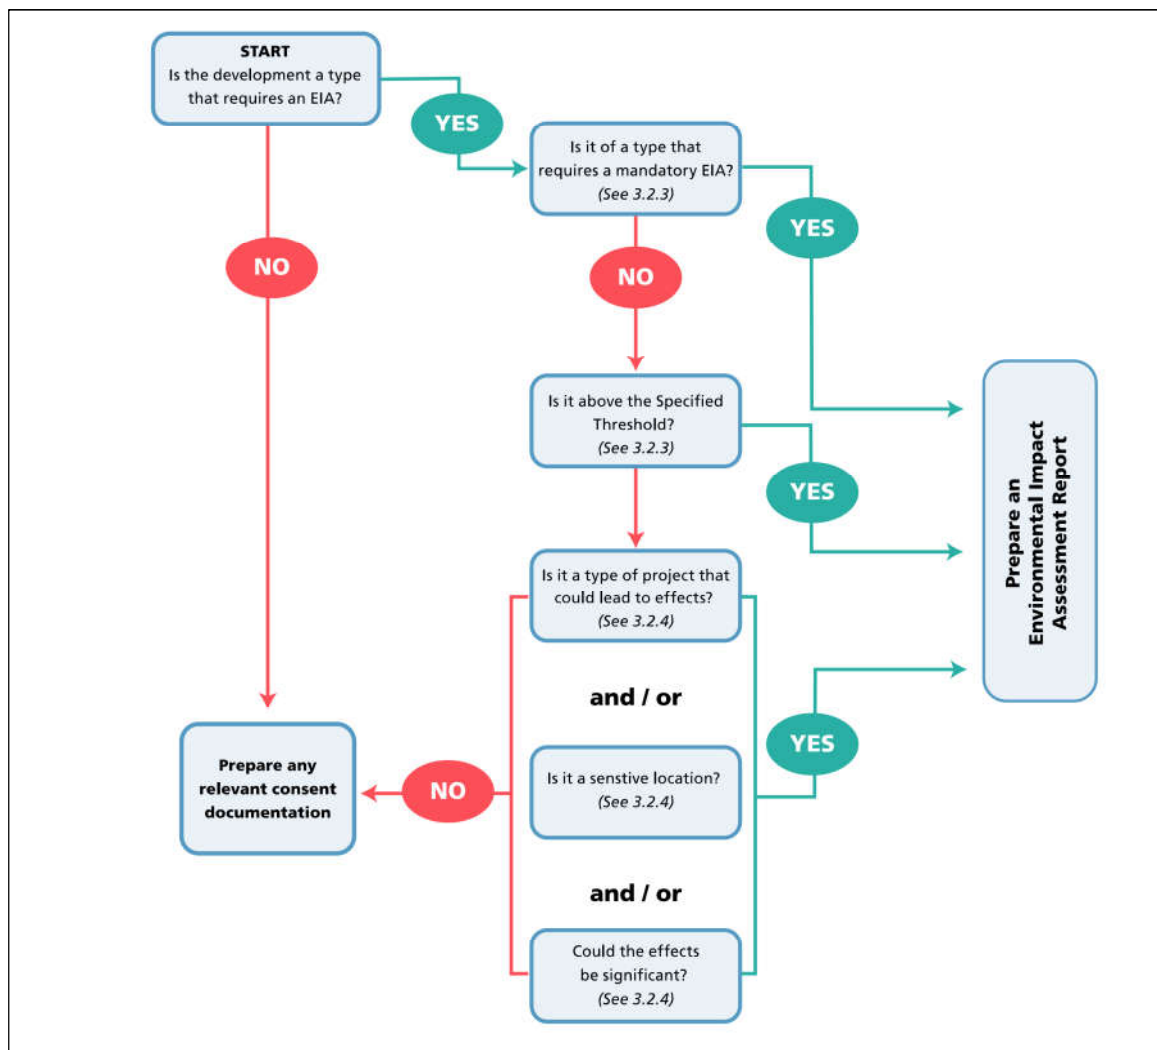 START
Is the development a type
that requires an EIA?
YES
Is it of a type that
requires a mandatory EIA?
(See 3.2.3)
YES
NO
NO
Is it above the Specified
Threshold?
(See 3.2.3)
YES
Prepare an
Environmental Impact
Assessment Report
Is it a type of project that
could lead to effects?
(See 3.2.4)
and / or
YES
Prepare any
relevant consent
documentation
NO
Is it a senstive location?
(See 3.2.4)
and / or
Could the effects
be significant?
(See 3.2.4)